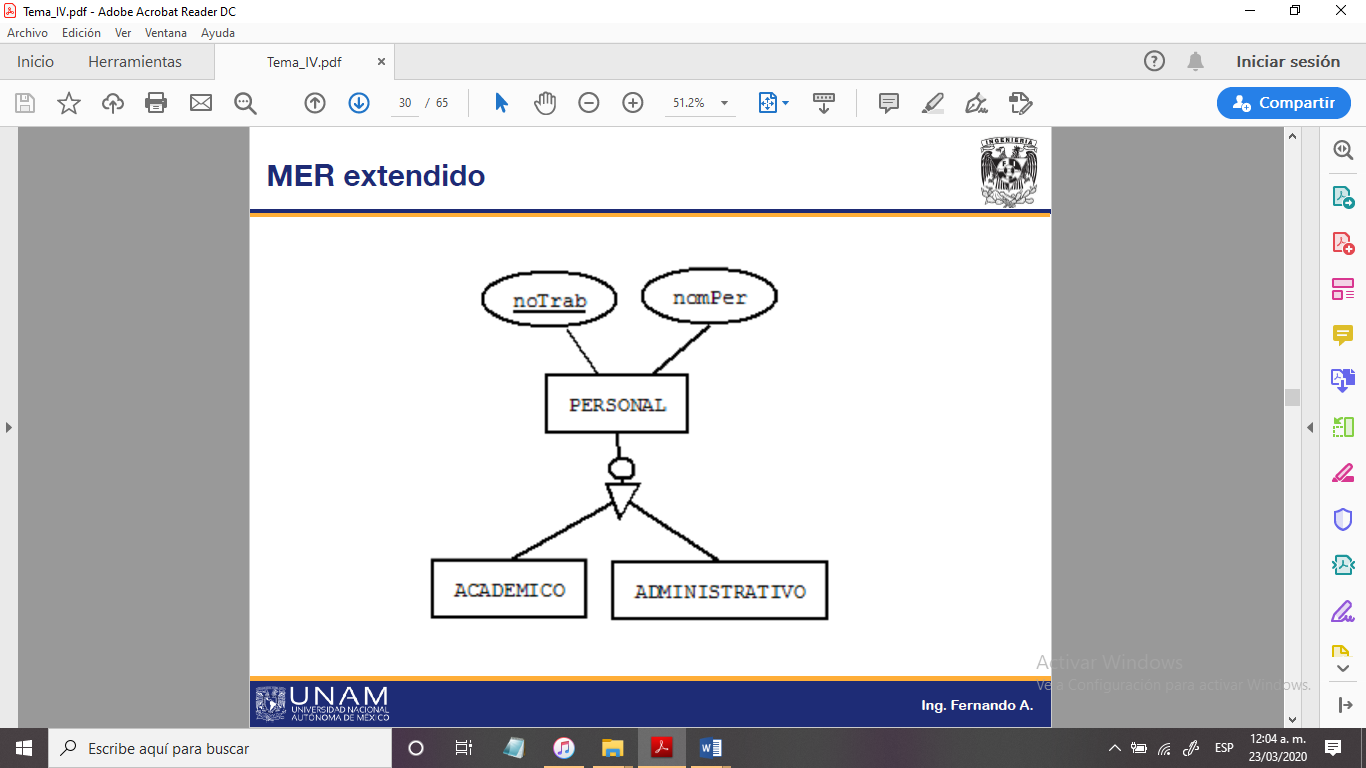 Tema_IV.pdf - Adobe Acrobat Reader DC
Archivo Edición Ver Ventana Ayuda
Inicio Herramientas Tema_IV.pdf Iniciar sesión
30 / 65 51.2% Compartir
MER extendido
INGENIERIA
noTrab nomPer
PERSONAL
ACADEMICO ADMINISTRATIVO
Activar Windows
Ve a Configuración para activar Windows.
UNAM
UNIVERSIDAD NACIONAL
AUTÓNOMA DE MÉXICO
Ing. Fernando A.
Escribe aquí para buscar
ESP
12:04 a. m.
23/03/2020